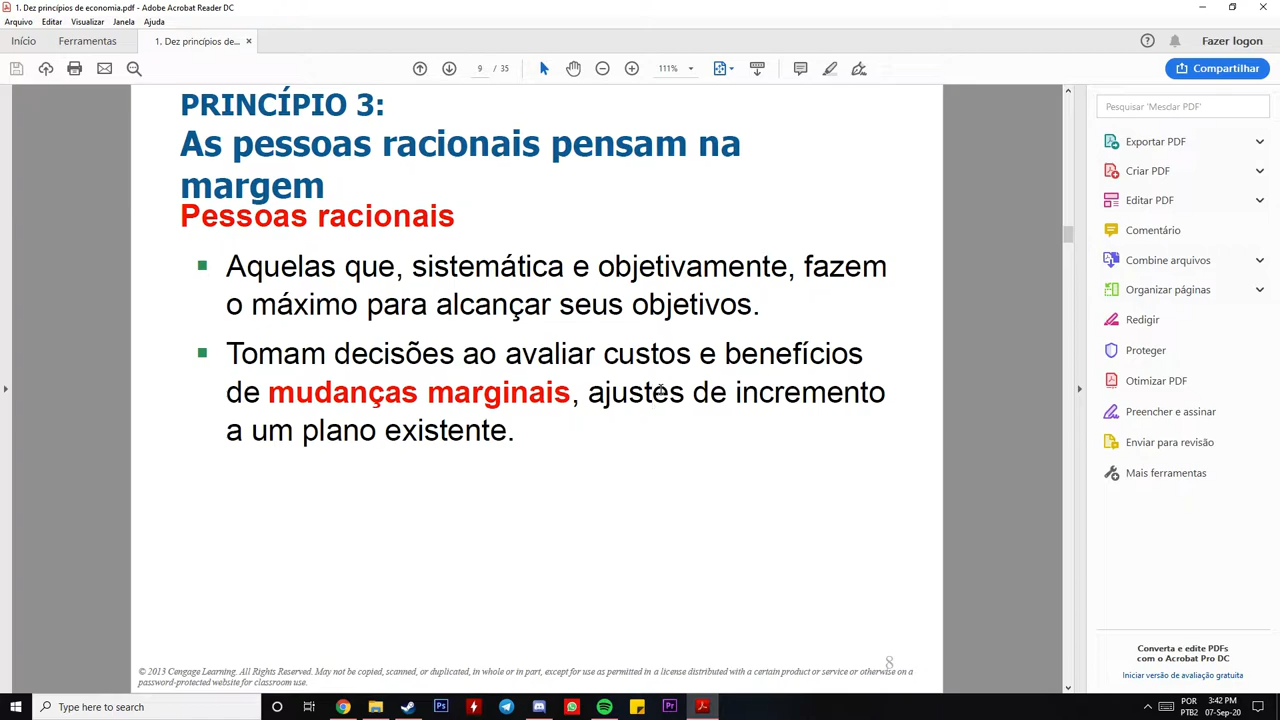 1. Dez princípios de economia.pdf - Adobe Acrobat Reader DC
Arquivo Editar Visualizar Janela Ajuda
Início Ferramentas 1. Dez princípios de... ×
Fazer logon
9 / 35 111% Compartilhar
PRINCÍPIO 3:
As pessoas racionais pensam na
margem
Pessoas racionais
Aquelas que, sistemática e objetivamente, fazem
o máximo para alcançar seus objetivos.
Tomam decisões ao avaliar custos e benefícios
de mudanças marginais, ajustes de incremento
a um plano existente.
8
© 2013 Cengage Learning. All Rights Reserved. May not be copied, scanned, or duplicated, in whole or in part, except for use as permitted in a license distributed with a certain product or service or otherwise on a
password-protected website for classroom use.
Pesquisar 'Mesclar PDF'
Exportar PDF
Criar PDF
Editar PDF
Comentário
Combine arquivos
Organizar páginas
Redigir
Proteger
Otimizar PDF
Preencher e assinar
Enviar para revisão
Mais ferramentas
Converta e edite PDFs
com o Acrobat Pro DC
Iniciar versão de avaliação gratuita
Type here to search
Ps
Pr
POR
PTB2
3:42 PM
07-Sep-20